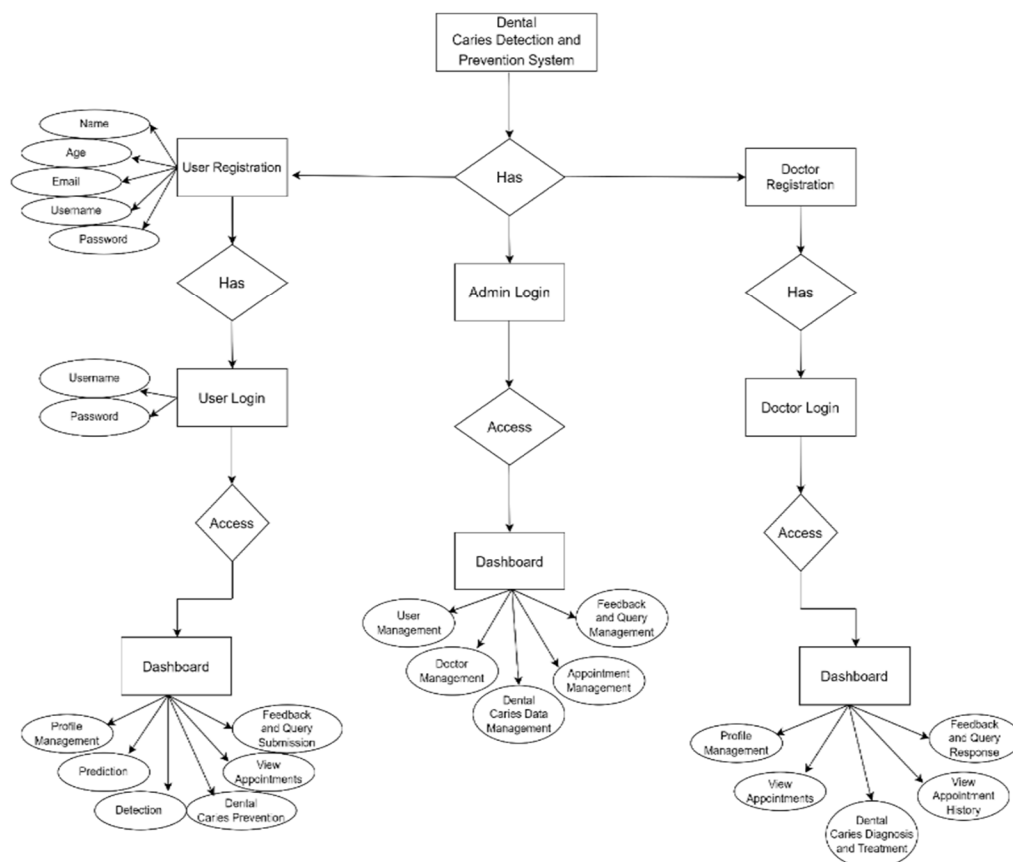 Dental
Caries Detection and
Prevention System
Name
Age
Email
Username
Password
User Registration
Has
Doctor
Registration
Has
Admin Login
Has
Username
Password
User Login
Access
Doctor Login
Access
Access
Dashboard
User
Management
Doctor
Management
Dental
Caries Data
Management
Appointment
Management
Feedback
and Query
Management
Dashboard
Profile
Management
Prediction
Detection
Dental
Caries Prevention
View
Appointments
Feedback
and Query
Submission
Dashboard
Profile
Management
View
Appointments
Dental
Caries Diagnosis
and Treatment
View
Appointment
History
Feedback
and Query
Response